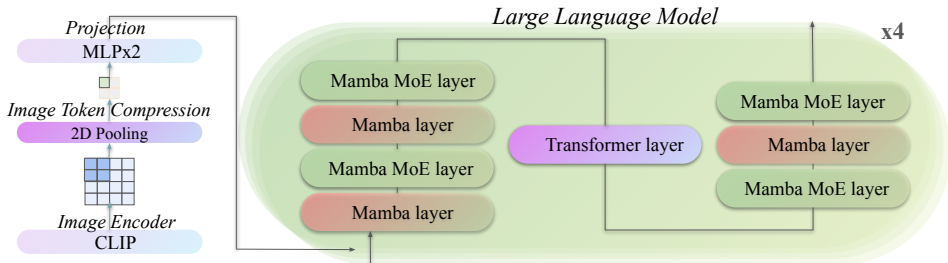 Projection
MLPx2
Image Token Compression
2D Pooling
Image Encoder
CLIP
Large Language Model
x4
Mamba MoE layer
Mamba layer
Mamba MoE layer
Mamba layer
Transformer layer
Mamba MoE layer
Mamba layer
Mamba MoE layer